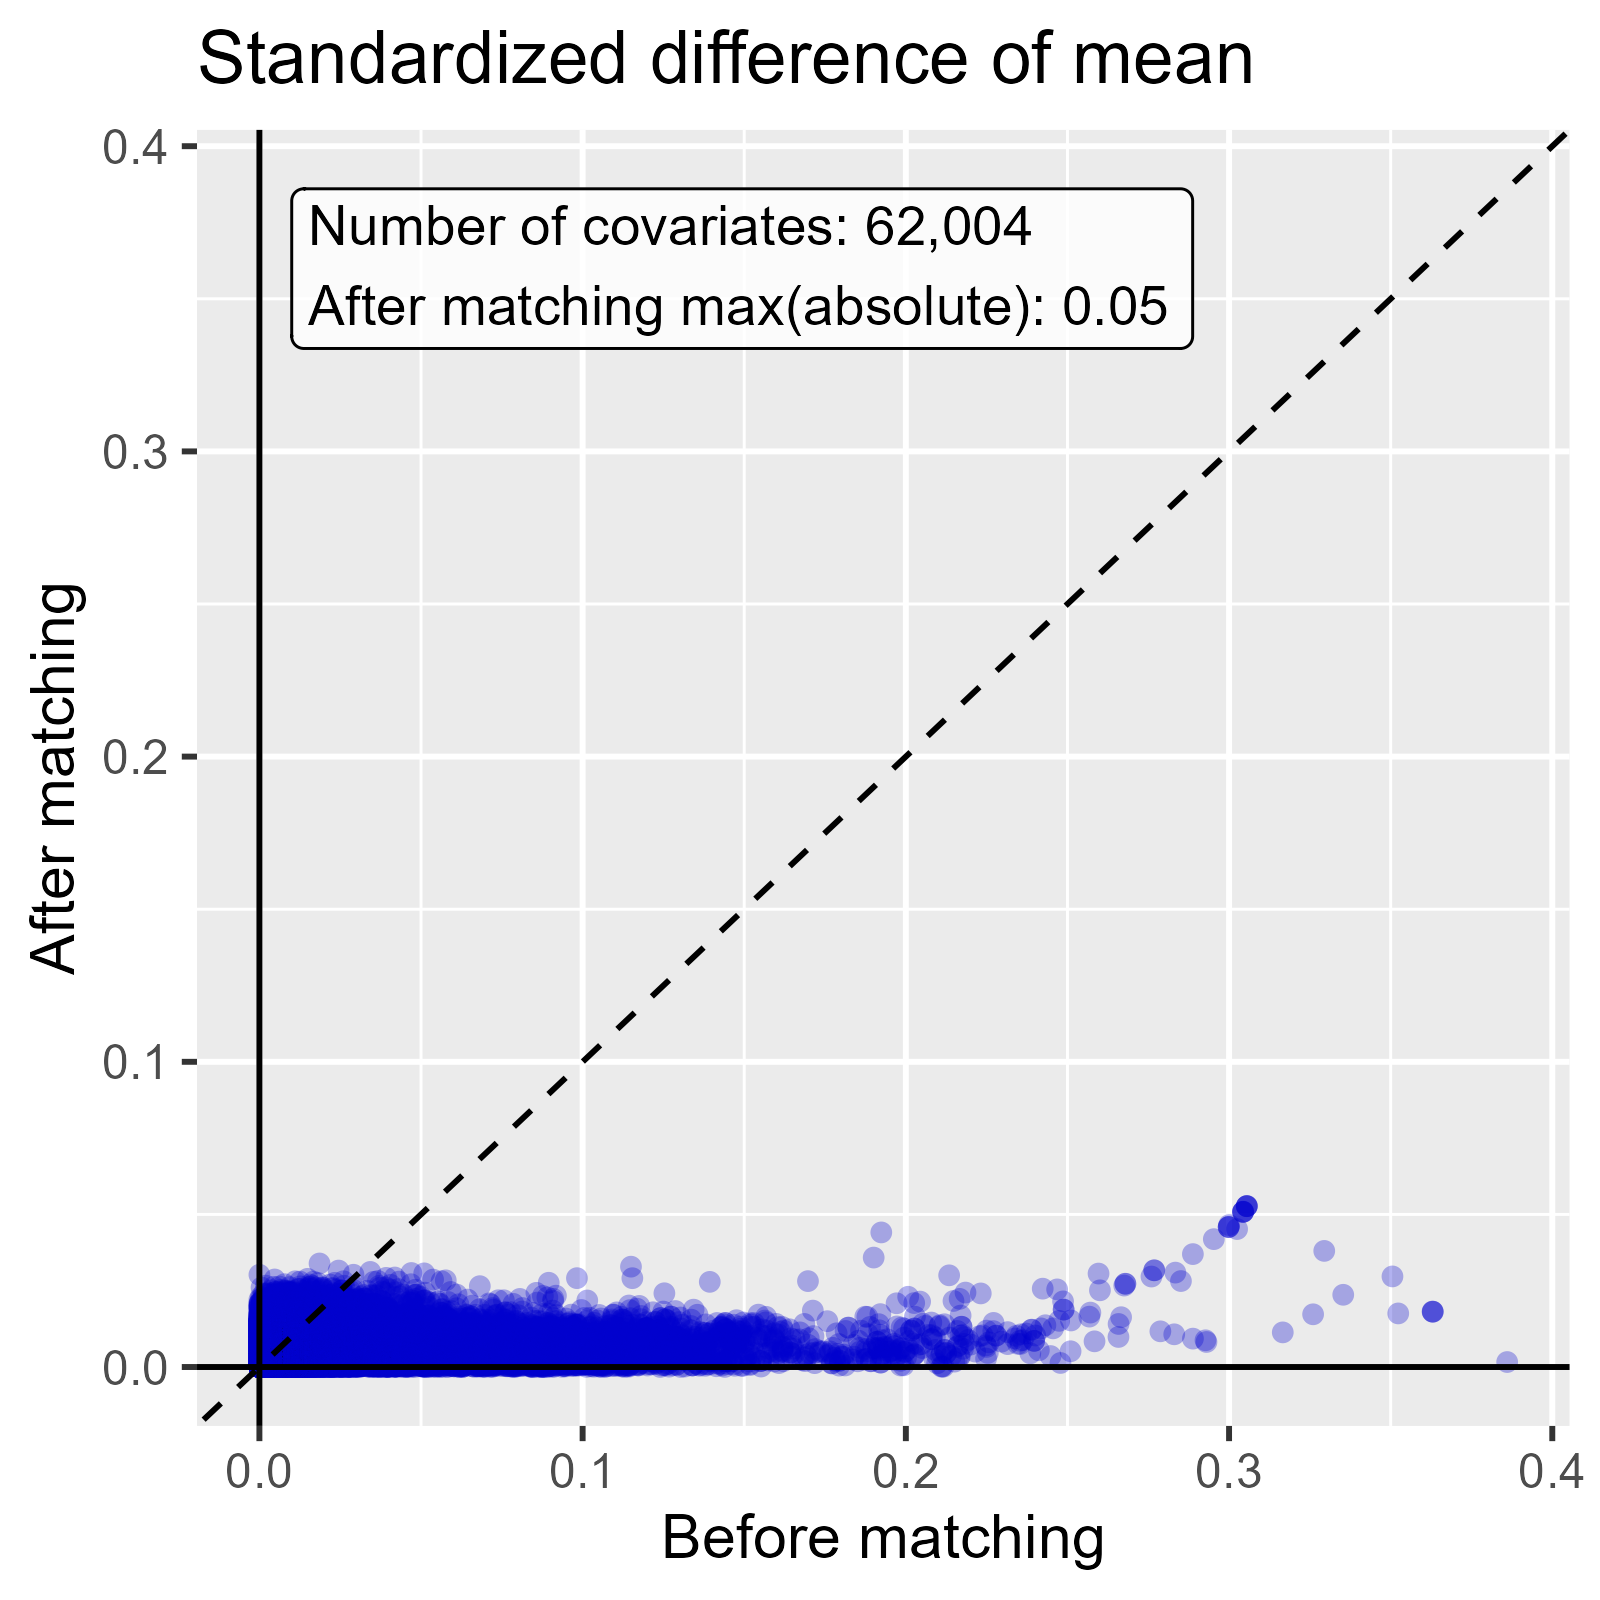 Standardized difference of mean
Number of covariates: 62,004
After matching max(absolute): 0.05
After matching
0.4
0.3
0.2
0.1
0.0
0.0
0.1
0.2
0.3
0.4
Before matching